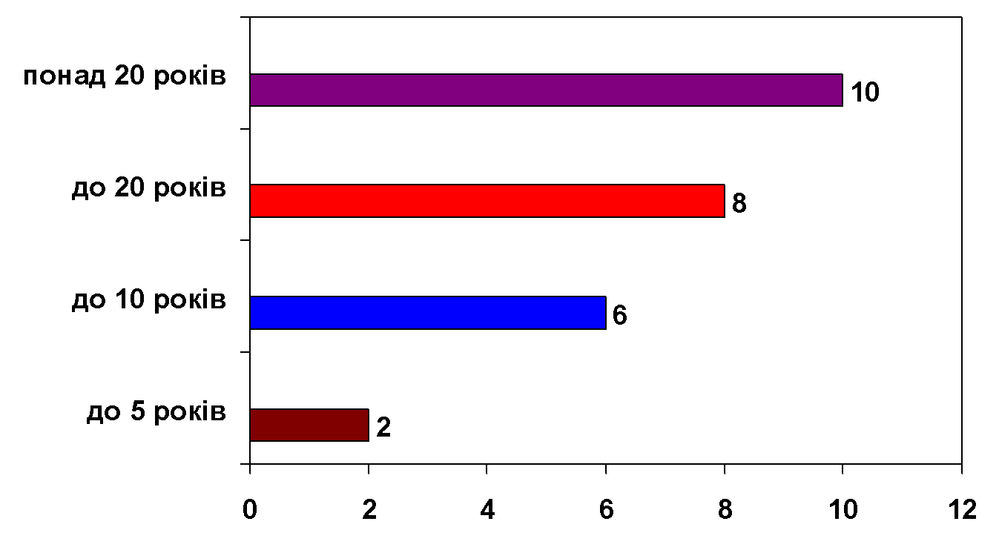 понад 20 років
10
до 20 років
8
до 10 років
6
до 5 років
2
0 2 4 6 8 10 12